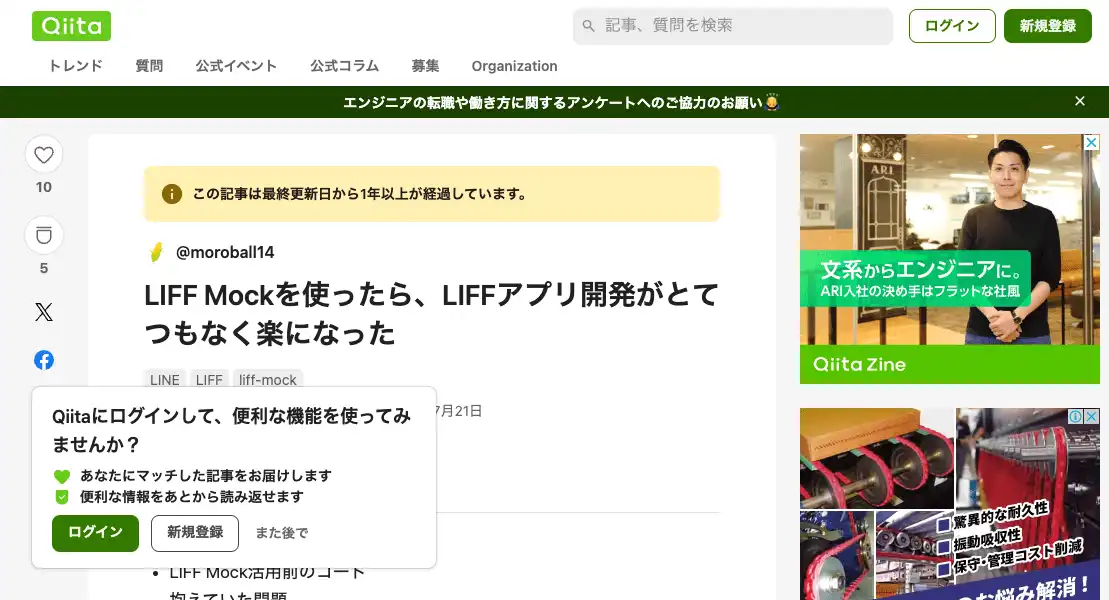 Qiita
記事、質問を検索
ログイン
新規登録
トレンド
質問
公式イベント
公式コラム
募集
Organization
エンジニアの転職や働き方に関するアンケートへのご協力のお願い
10
5
この記事は最終更新日から1年以上が経過しています。
@moroball14
LIFF Mockを使ったら、LIFFアプリ開発がとて
つもなく楽になった
LINE
LIFF
liff-mock
7月21日
Qiitaにログインして、便利な機能を使ってみ
ませんか？
あなたにマッチした記事をお届けします
便利な情報をあとから読み返せます
ログイン
新規登録
また後で
LIFF Mock活用前のコード
抱えていた問題
ARI
文系からエンジニアに。
ARI入社の決め手はフラットな社風
Qiita Zine
驚異的な耐久性
振動吸収性
保守・管理コスト削減
のお悩み解消！